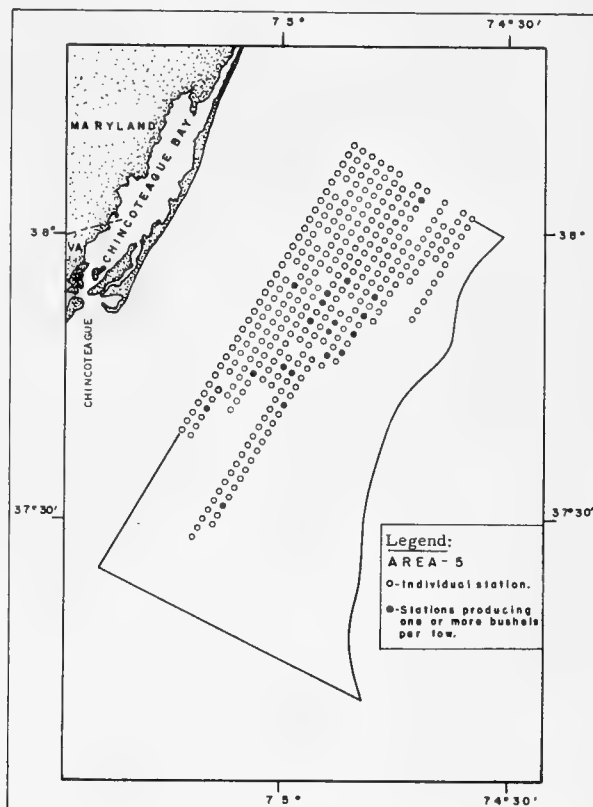 75° 74°30'
MARYLAND
CHINCOTEAGUE BAY
38° 38°
VA
CHINCOTEAGUE
37°30' 37°30'
Legend:
AREA-5
O-Individual station.
●-Stations producing
one or more bushels
per tow.
75° 74°30'